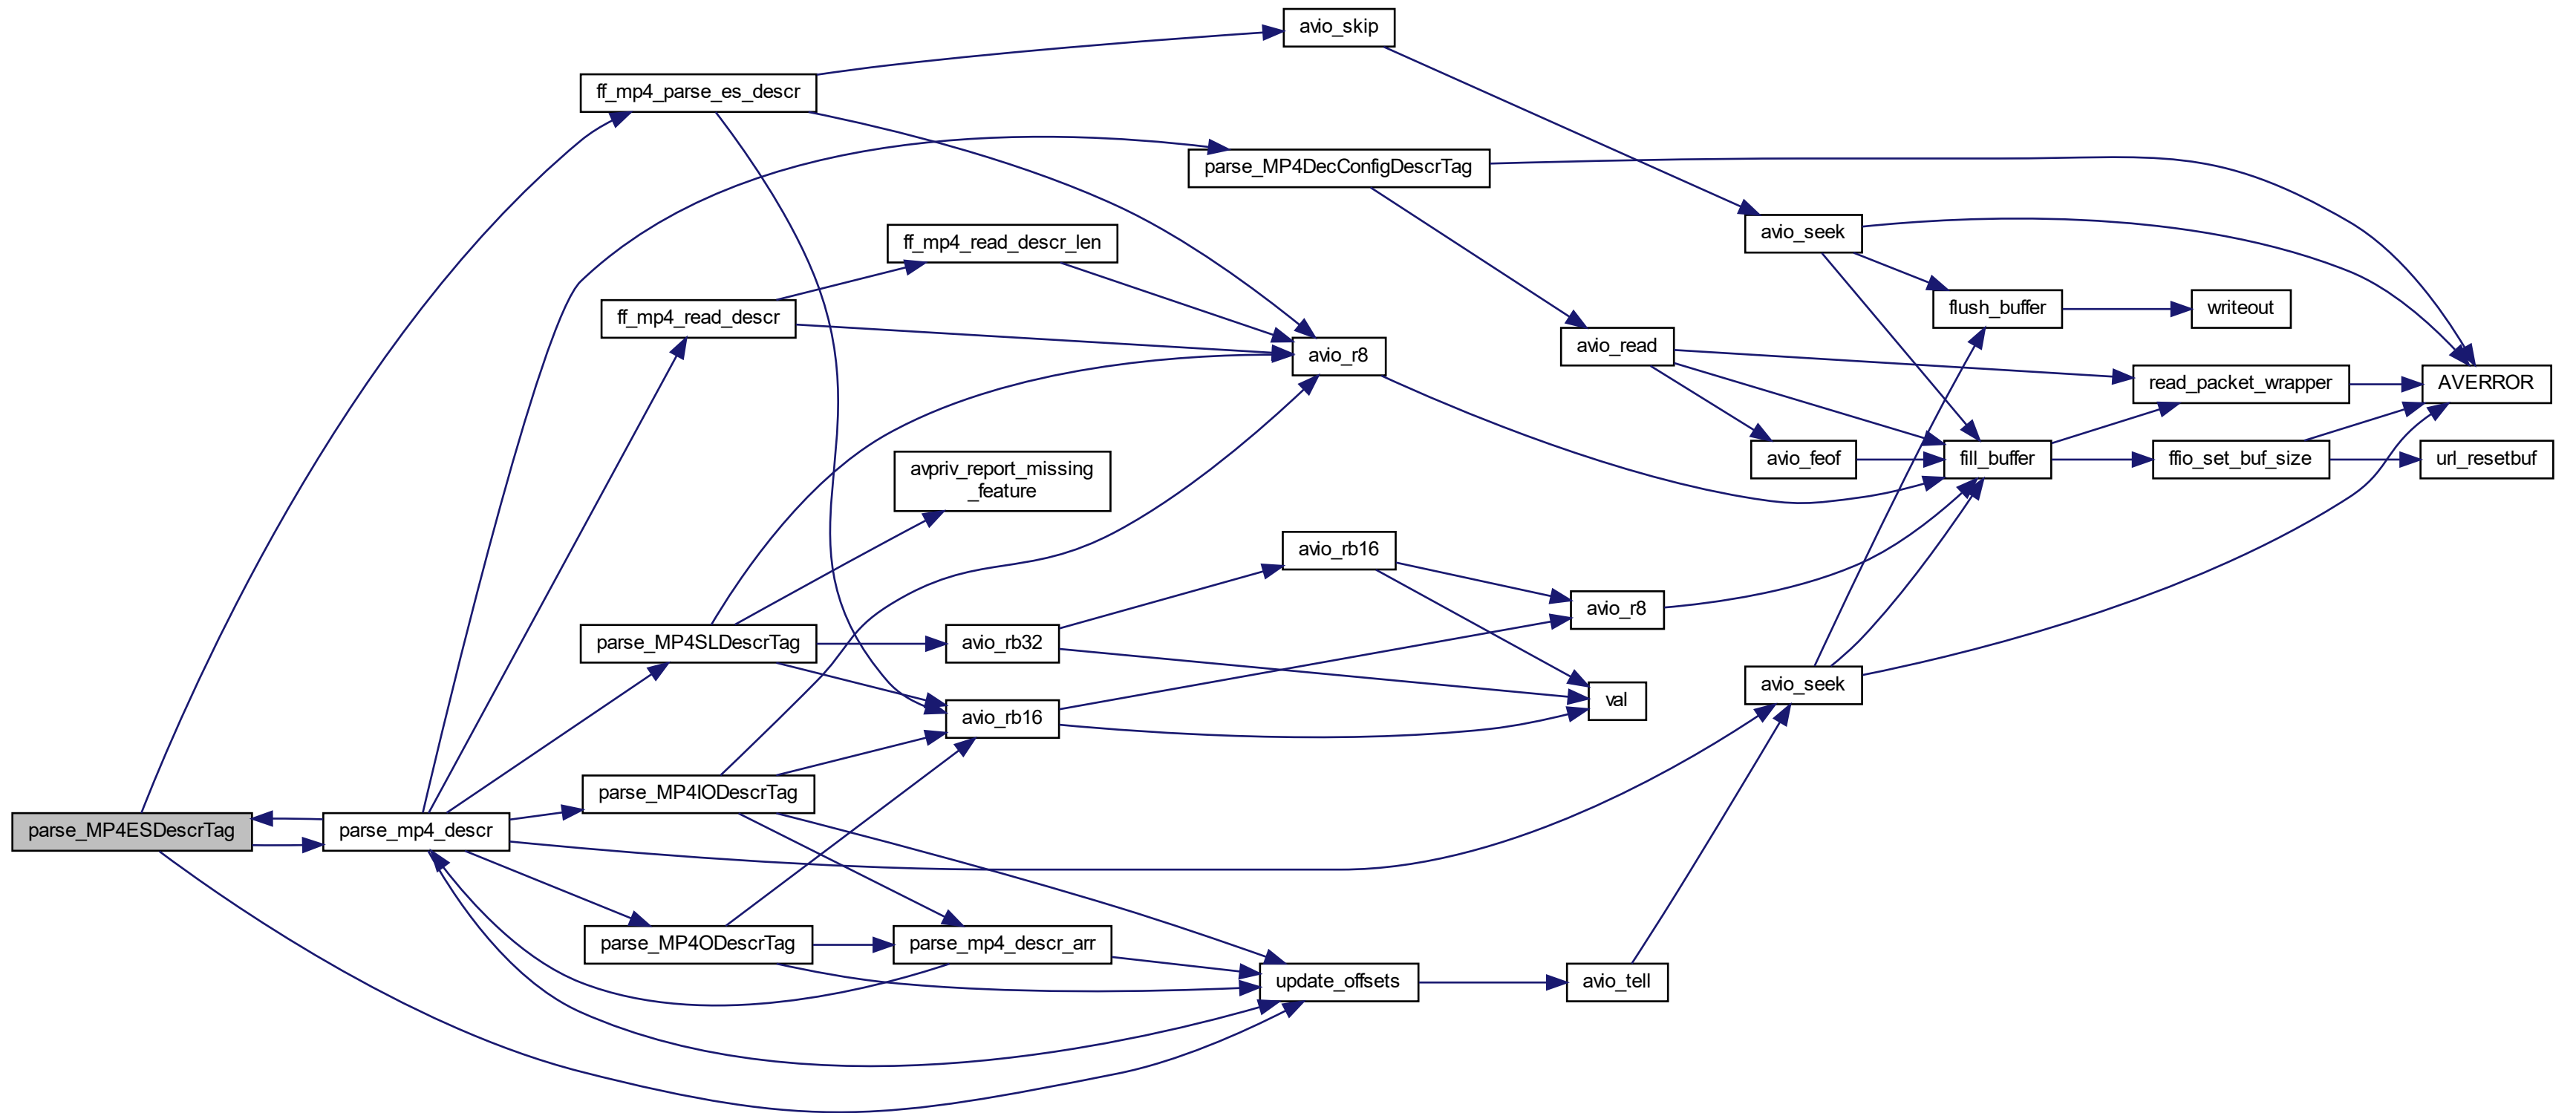 avio_skip
ff_mp4_parse_es_descr
parse_MP4DecConfigDescrTag
avio_seek
ff_mp4_read_descr_len
flush_buffer
writeout
ff_mp4_read_descr
avio_read
avio_r8
read_packet_wrapper
AVERROR
avpriv_report_missing
_feature
avio_feof
fill_buffer
ffio_set_buf_size
url_resetbuf
avio_rb16
avio_r8
parse_MP4SLDescrTag
avio_rb32
avio_seek
val
avio_rb16
parse_MP4IODescrTag
parse_MP4ESDescrTag
parse_mp4_descr
parse_MP4ODescrTag
parse_mp4_descr_arr
update_offsets
avio_tell